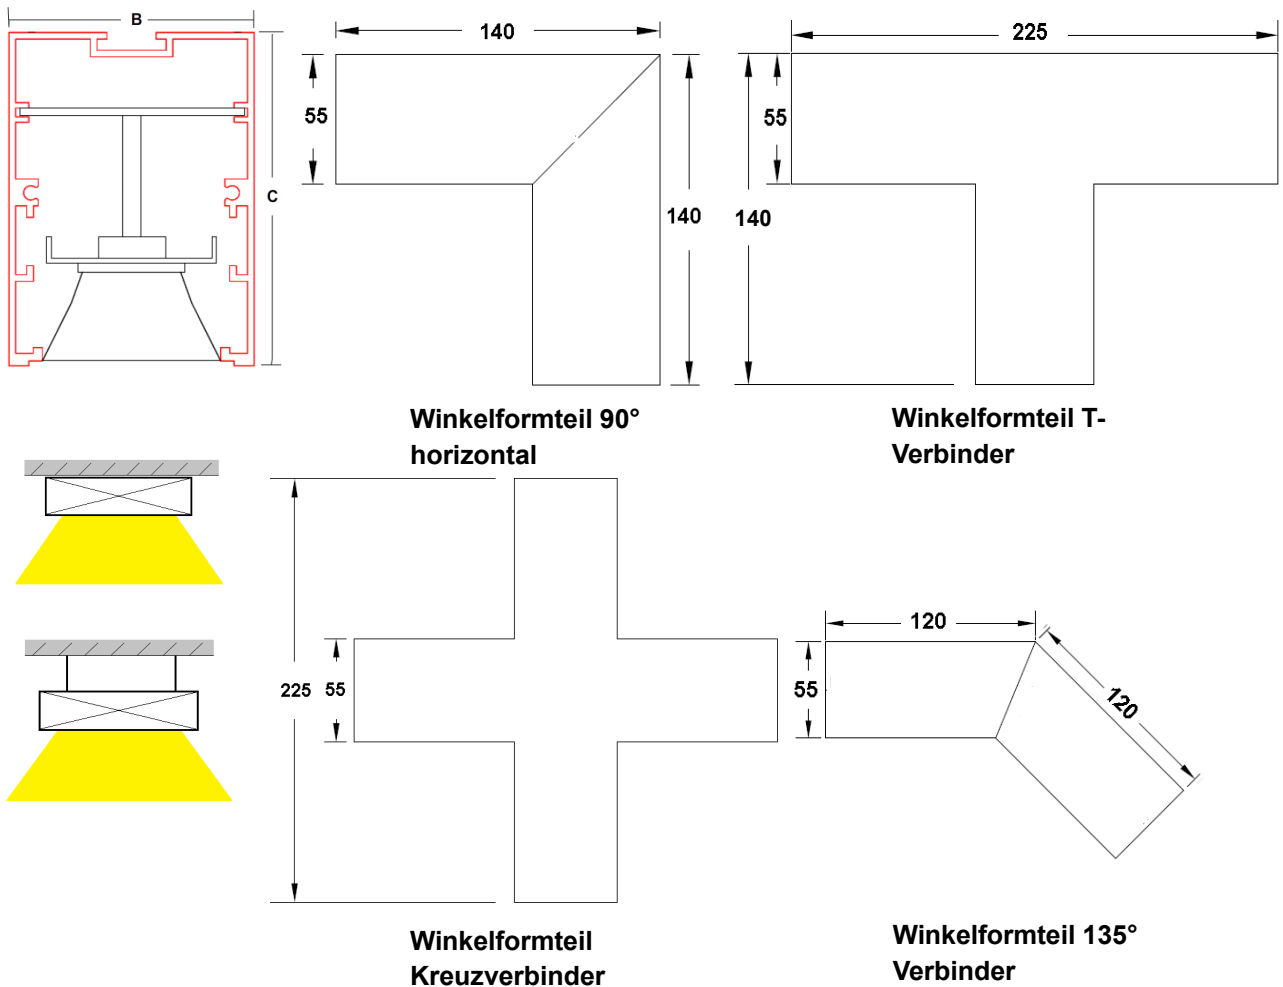 B
C
140
55
140
Winkelformteil 90°
horizontal
225
55
140
Winkelformteil T-
Verbinder
225
55
Winkelformteil
Kreuzverbinder
120
55
120
Winkelformteil 135°
Verbinder